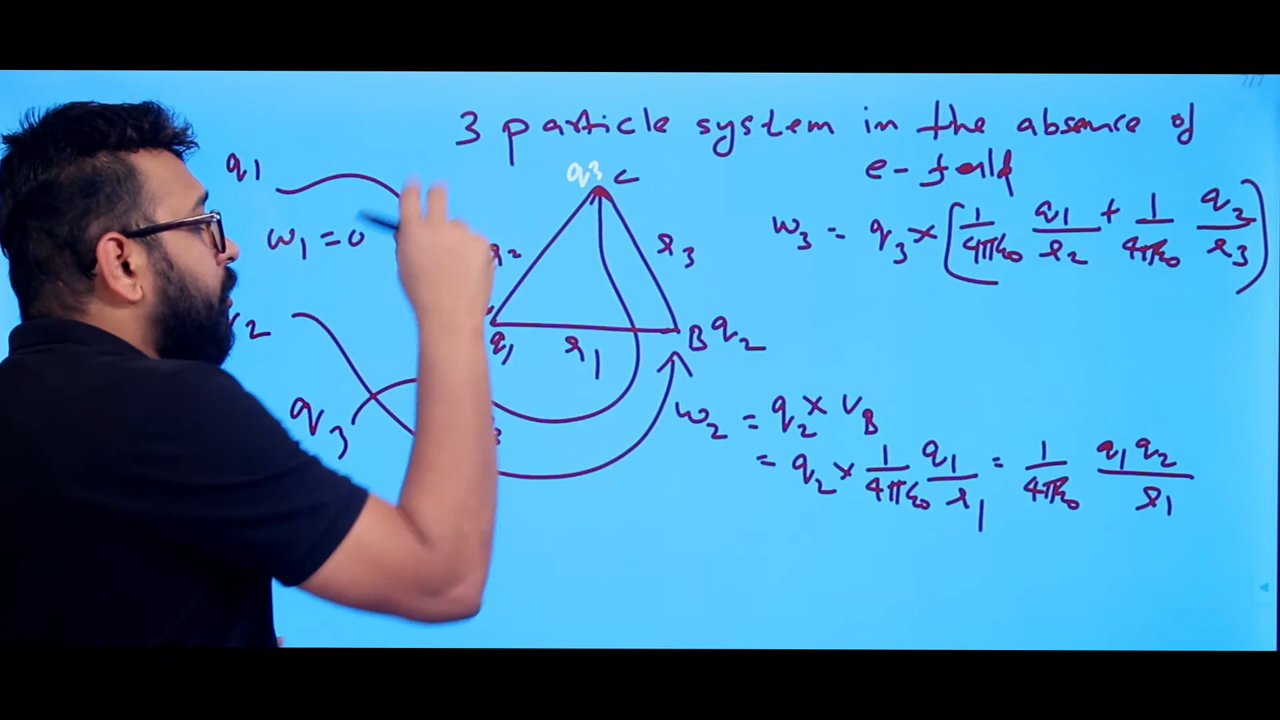 3 particle system in the absence of
e-feild
q1
q3 C
w1 = 0
r2
r3
w3 = q3 × (1/4πε0 q1/r2 + 1/4πε0 q2/r3)
q1
r1
B q2
q3
w2 = q2 × VB
= q2 × 1/4πε0 q1/r1 = 1/4πε0 q1q2/r1